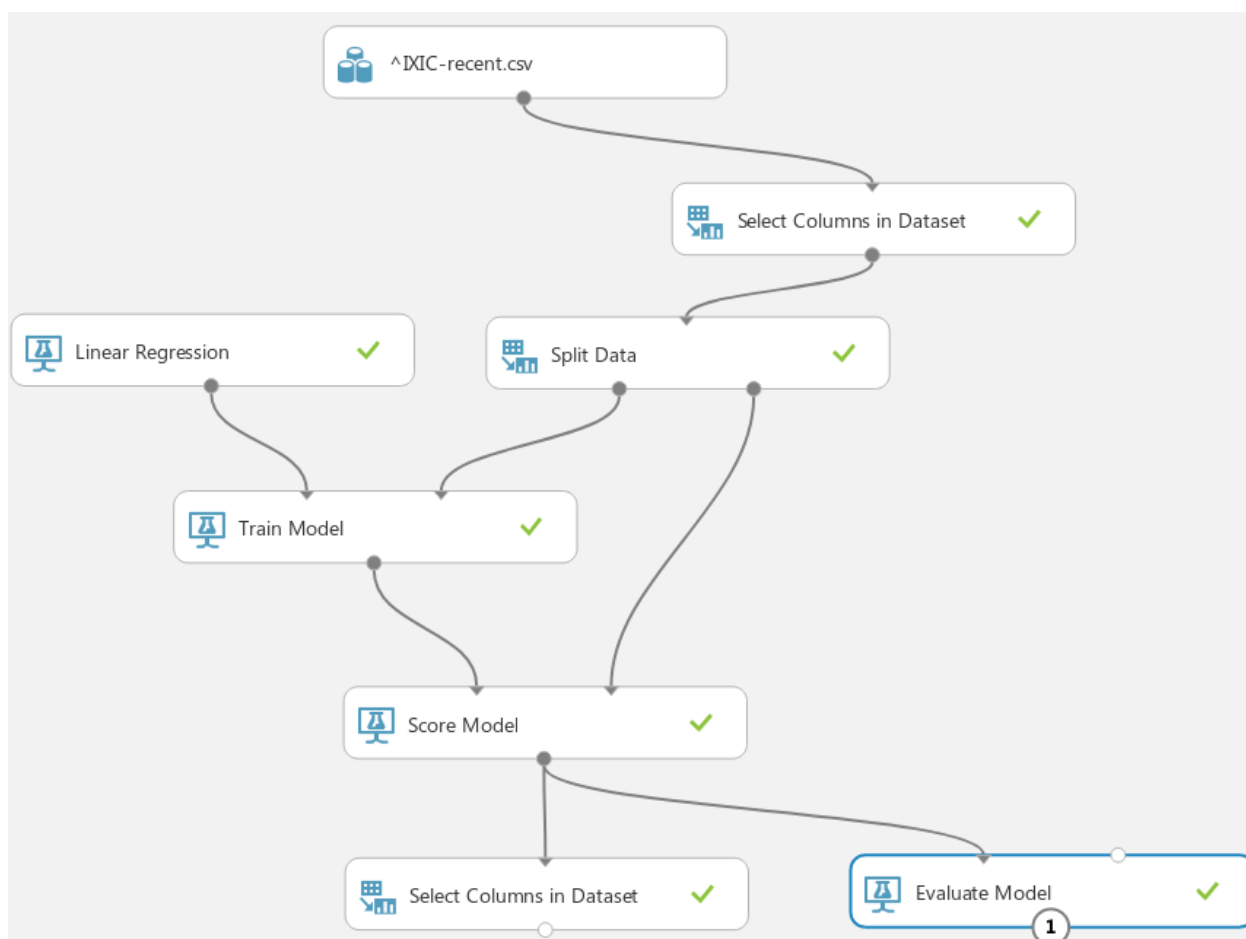 ^IXIC-recent.csv
Select Columns in Dataset
Linear Regression
Split Data
Train Model
Score Model
Select Columns in Dataset
Evaluate Model
1